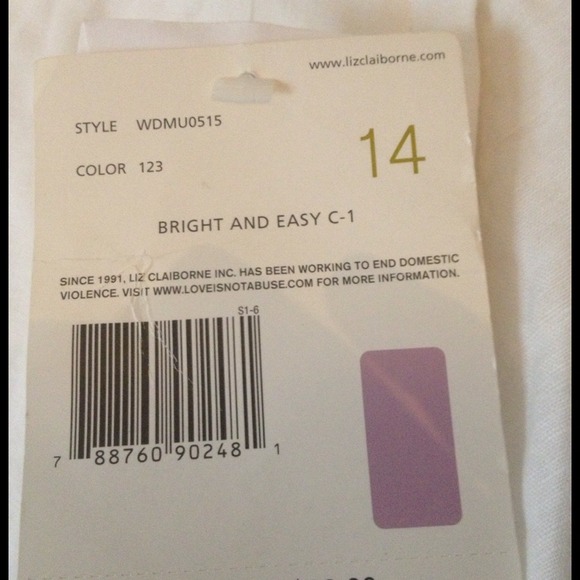 www.lizclaiborne.com
STYLE WDMU0515
14
COLOR 123
BRIGHT AND EASY C-1
SINCE 1991, LIZ CLAIBORNE INC. HAS BEEN WORKING TO END DOMESTIC
VIOLENCE. VISIT WWW.LOVEISNOTABUSE.COM FOR MORE INFORMATION.
S1-6
7 88760 90248 1